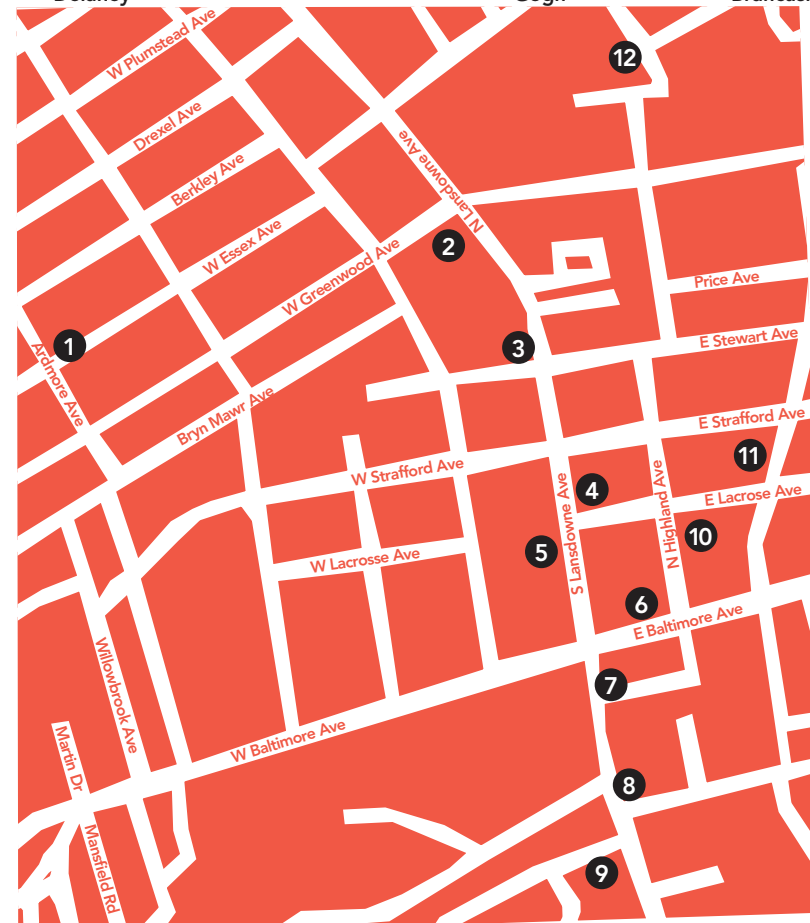 W Plumstead Ave
12
Drexel Ave
N Lansdowne Ave
Berkley Ave
W Essex Ave
2
W Greenwood Ave
Price Ave
1
3
E Stewart Ave
Ardmore Ave
Bryn Mawr Ave
E Strafford Ave
11
W Strafford Ave
4
S Lansdowne Ave
N Highland Ave
E Lacrose Ave
10
5
W Lacrosse Ave
6
E Baltimore Ave
7
Willowbrook Ave
W Baltimore Ave
Martin Dr
8
Mansfield Rd
9